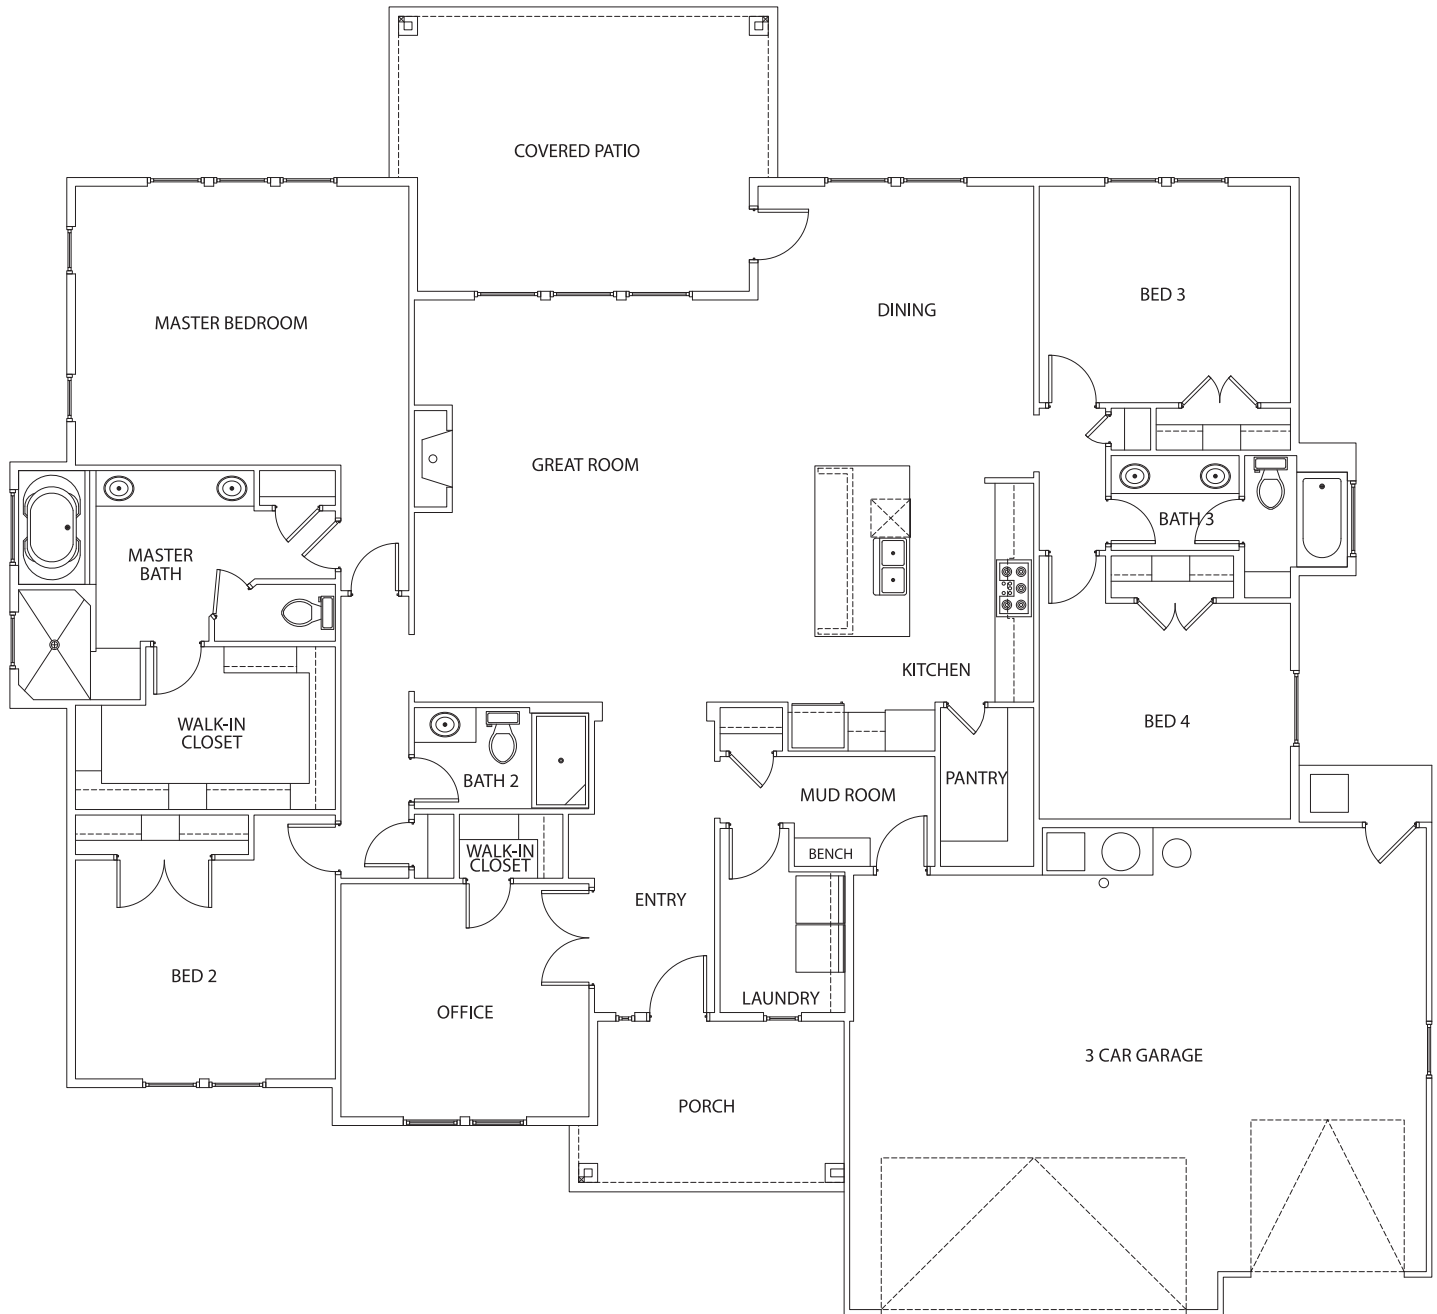 COVERED PATIO
BED 3
DINING
MASTER BEDROOM
GREAT ROOM
BATH 3
MASTER
BATH
KITCHEN
BED 4
WALK-IN
CLOSET
BATH 2
PANTRY
MUD ROOM
WALK-IN
CLOSET
BENCH
ENTRY
BED 2
LAUNDRY
OFFICE
3 CAR GARAGE
PORCH